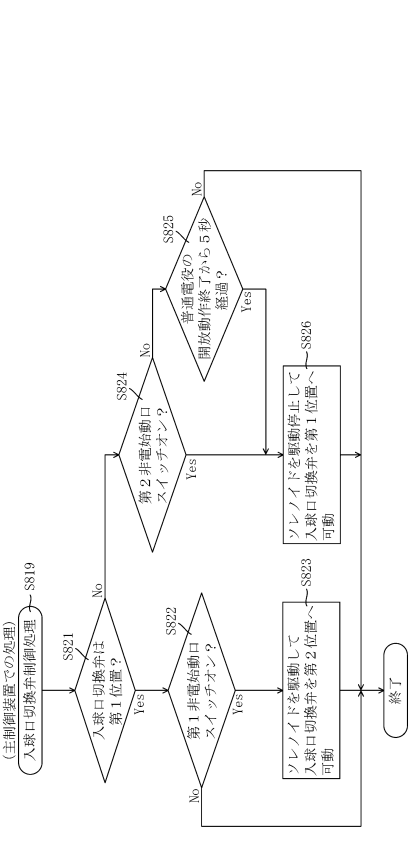 (主制御装置での処理)
入球口切換弁制御処理
S819
S821
入球口切換弁は
第1位置？
No
Yes
S822
第1非電始動口
スイッチオン？
No
Yes
S823
ソレノイドを駆動して
入球口切換弁を第2位置へ
可動
S824
第2非電始動口
スイッチオン？
No
Yes
S825
普通電役の
開放動作終了から5秒
経過？
No
Yes
S826
ソレノイドを駆動停止して
入球口切換弁を第1位置へ
可動
終了